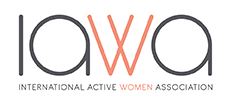 iawa
INTERNATIONAL ACTIVE WOMEN ASSOCIATION